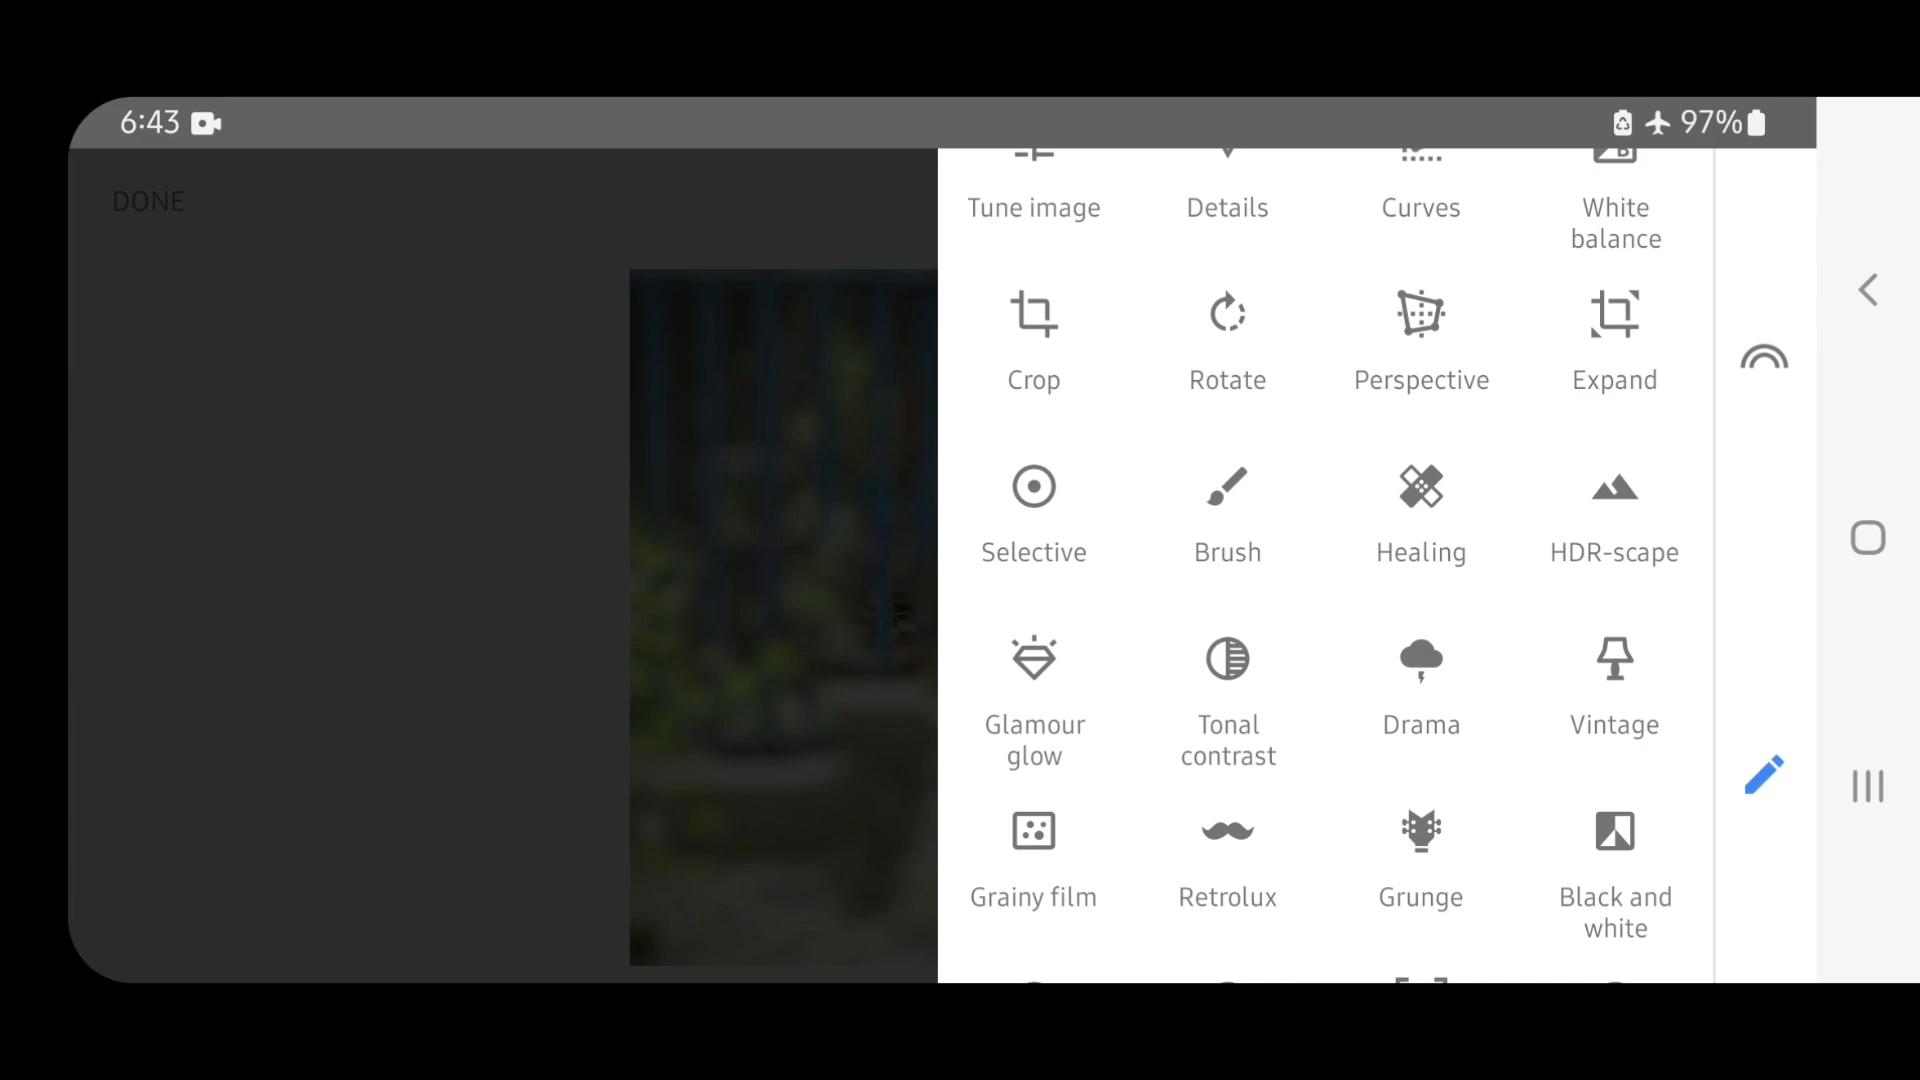 6:43
97%
DONE
Tune image
Details
Curves
White
balance
Crop
Rotate
Perspective
Expand
Selective
Brush
Healing
HDR-scape
Glamour
glow
Tonal
contrast
Drama
Vintage
Grainy film
Retrolux
Grunge
Black and
white